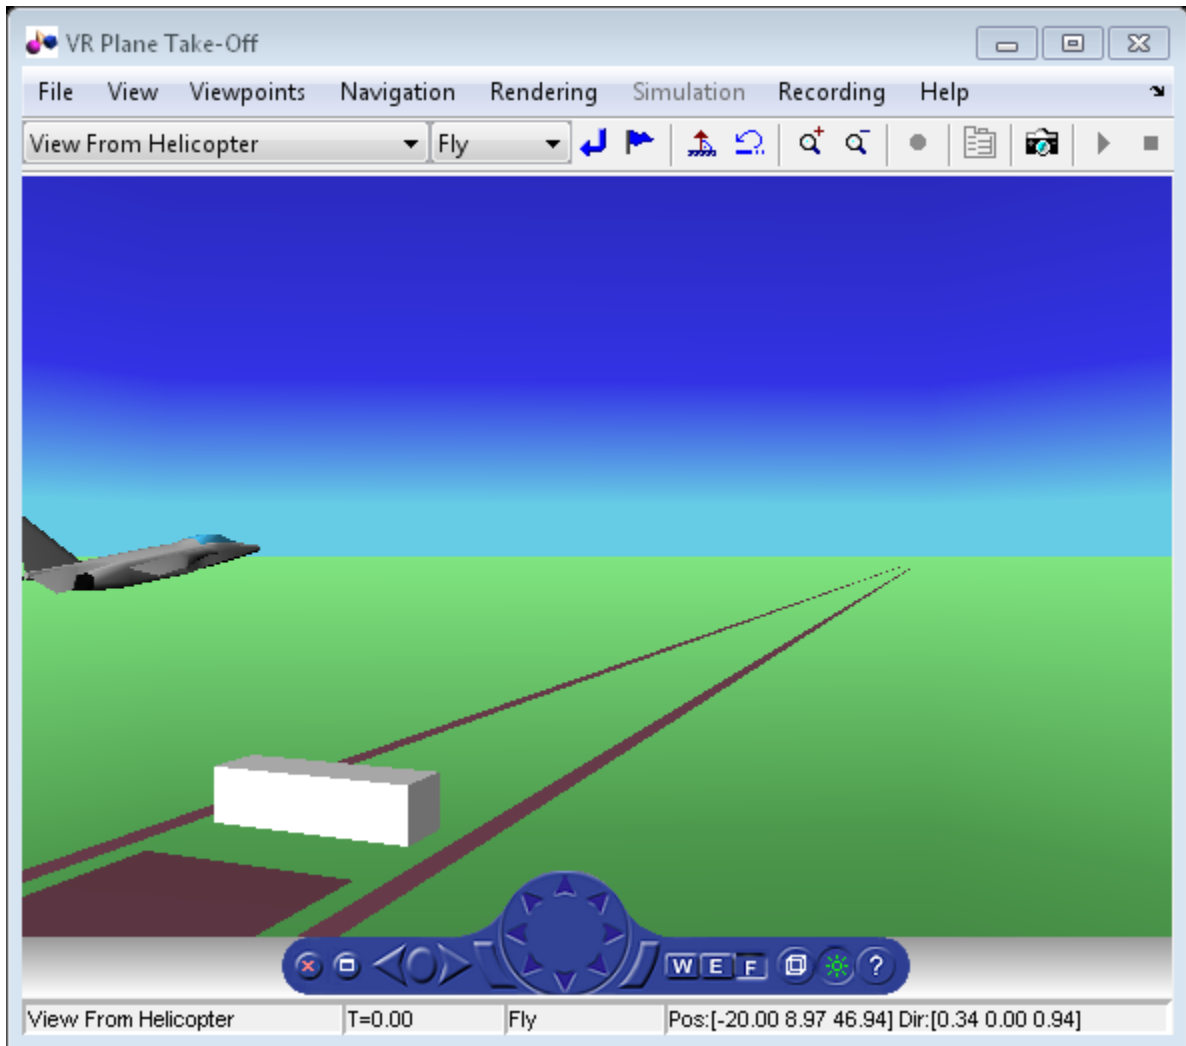 VR Plane Take-Off
File View Viewpoints Navigation Rendering Simulation Recording Help
View From Helicopter Fly
W E F ?
View From Helicopter T=0.00 Fly Pos:[-20.00 8.97 46.94] Dir:[0.34 0.00 0.94]